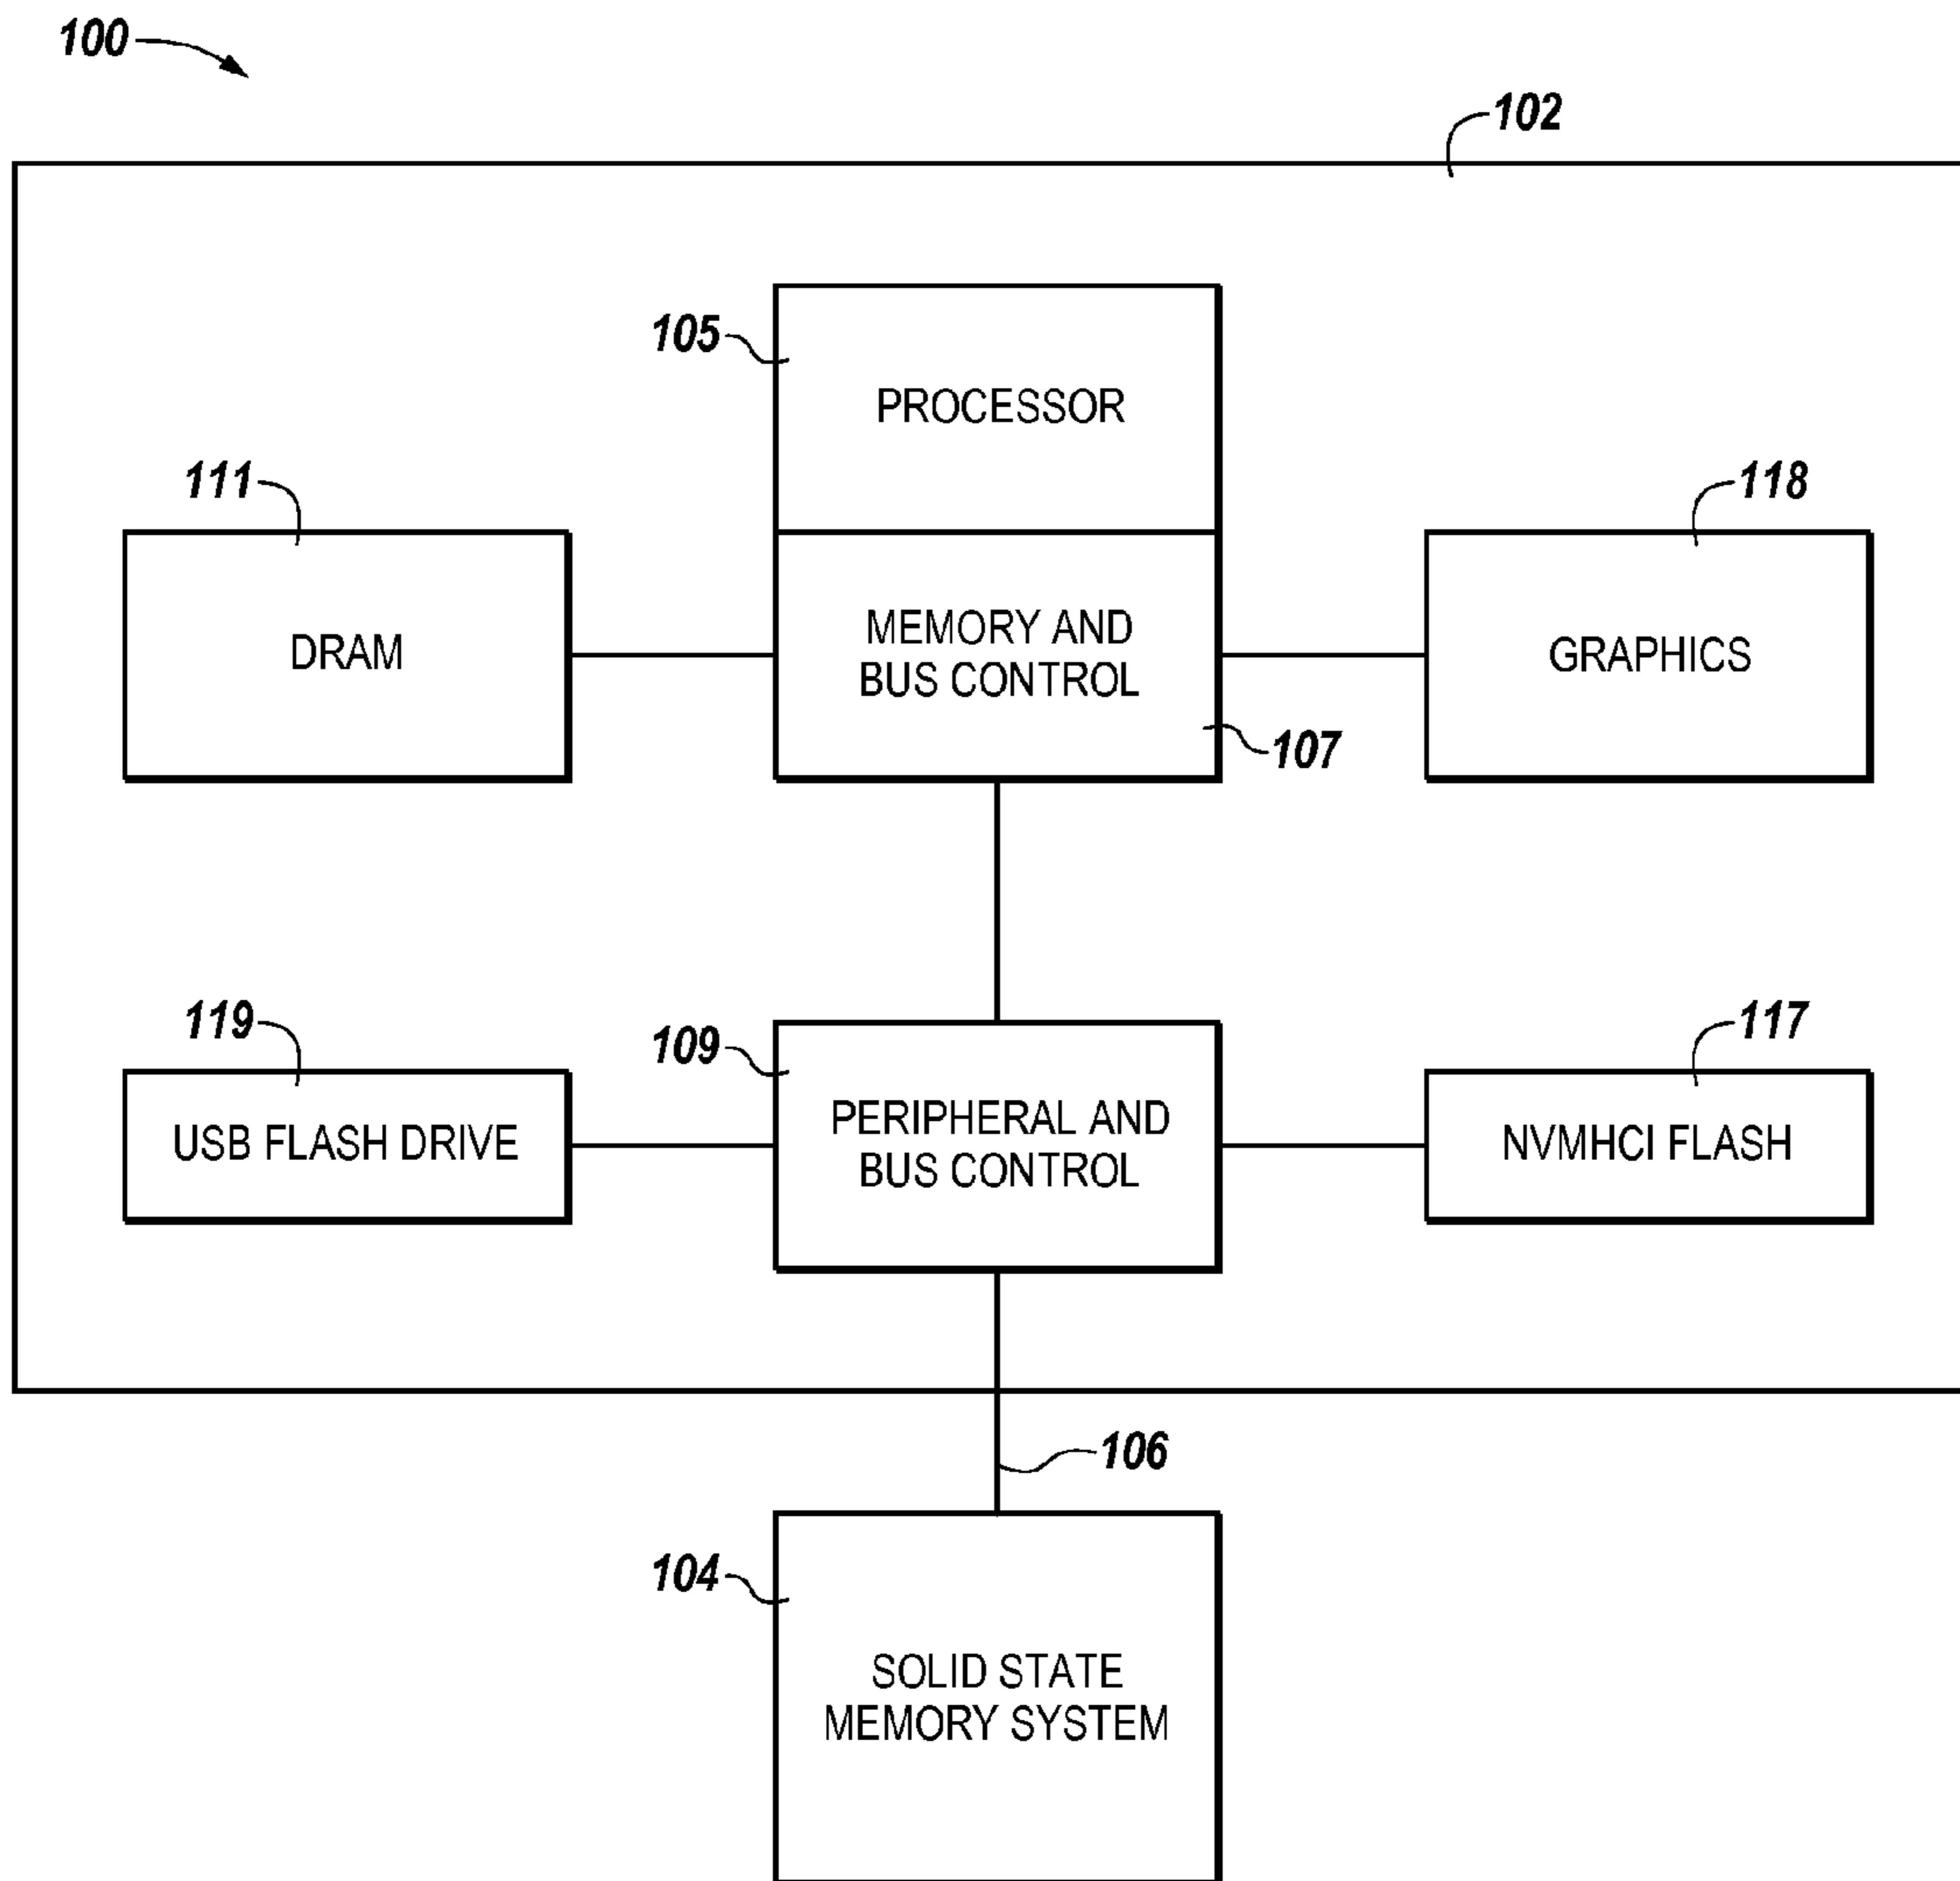 100
102
105
PROCESSOR
111
118
DRAM
MEMORY AND
BUS CONTROL
GRAPHICS
107
119
109
117
USB FLASH DRIVE
PERIPHERAL AND
BUS CONTROL
NVMHCI FLASH
106
104
SOLID STATE
MEMORY SYSTEM